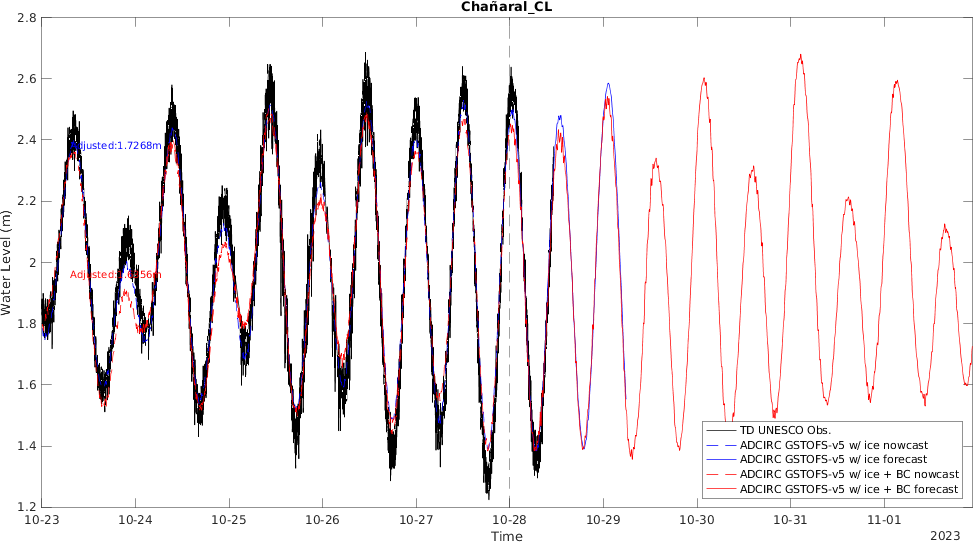 Chañaral_CL
2.8
2.6
2.4
2.2
2
1.8
1.6
1.4
1.2
Water Level (m)
Adjusted:1.7268m
TD UNESCO Obs.
ADCIRC GSTOFS-v5 w/ ice nowcast
ADCIRC GSTOFS-v5 w/ ice forecast
ADCIRC GSTOFS-v5 w/ ice + BC nowcast
ADCIRC GSTOFS-v5 w/ ice + BC forecast
10-23 10-24 10-25 10-26 10-27 10-28 10-29 10-30 10-31 11-01
Time
2023